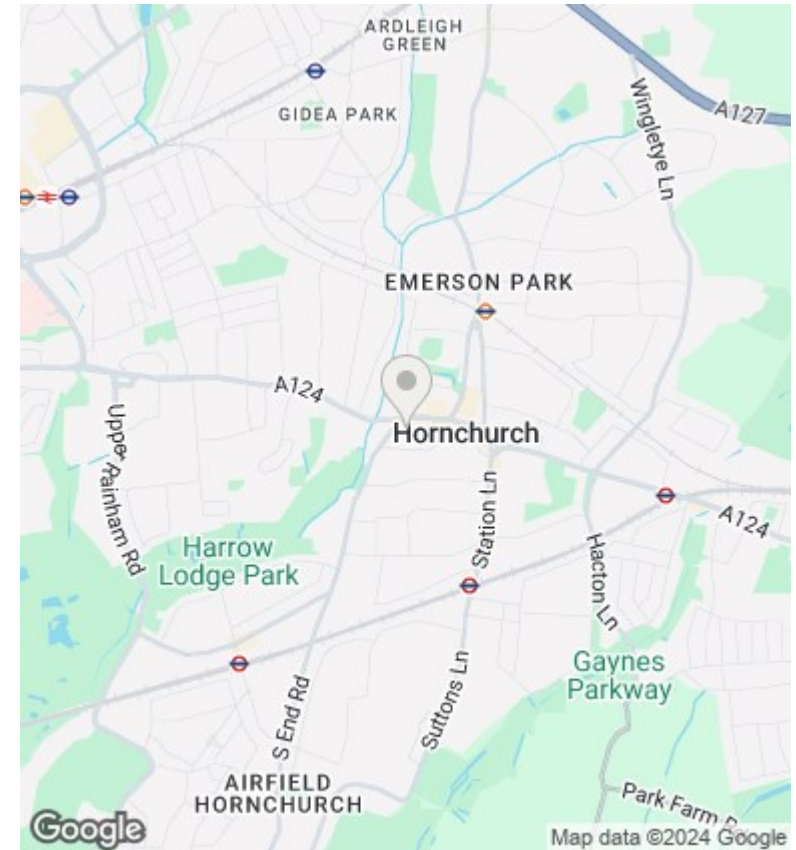 ARDLEIGH
GREEN
GIDEA PARK
A127
Wingletye Ln
EMERSON PARK
A124
Hornchurch
Upper Rainham Rd
Station Ln
A124
Harrow
Lodge Park
Hacton Ln
Gaynes
Parkway
S End Rd
Suttons Ln
AIRFIELD
HORNCHURCH
Park Farm
Google
Map data ©2024 Google